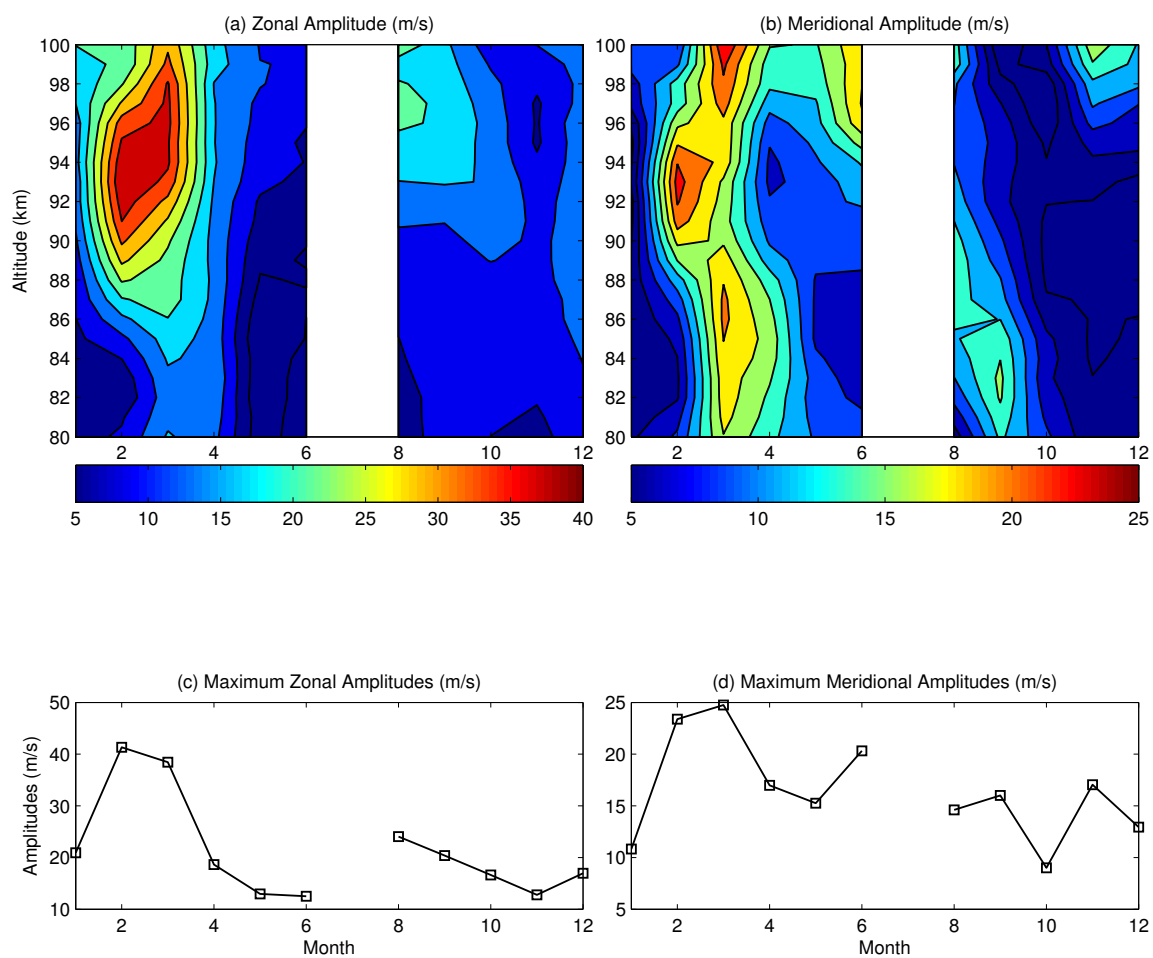 (a) Zonal Amplitude (m/s)
(b) Meridional Amplitude (m/s)
Altitude (km)
100
98
96
94
92
90
88
86
84
82
80
2 4 6 8 10 12
5 10 15 20 25 30 35 40
100
98
96
94
92
90
88
86
84
82
80
2 4 6 8 10 12
5 10 15 20 25
(c) Maximum Zonal Amplitudes (m/s)
Amplitudes (m/s)
50
40
30
20
10
2 4 6 8 10 12
Month
(d) Maximum Meridional Amplitudes (m/s)
25
20
15
10
5
2 4 6 8 10 12
Month